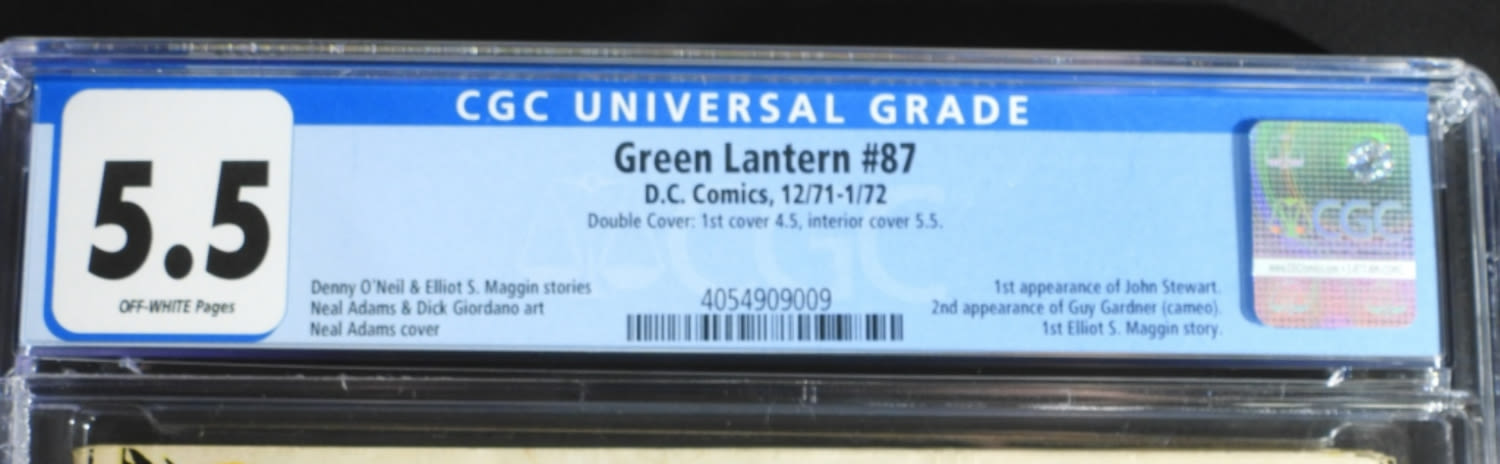 CGC UNIVERSAL GRADE
5.5
OFF-WHITE Pages
Green Lantern #87
D.C. Comics, 12/71-1/72
Double Cover: 1st cover 4.5, interior cover 5.5.
Denny O'Neil & Elliot S. Maggin stories
Neal Adams & Dick Giordano art
Neal Adams cover
4054909009
1st appearance of John Stewart.
2nd appearance of Guy Gardner (cameo).
1st Elliot S. Maggin story.
CGC
CGC